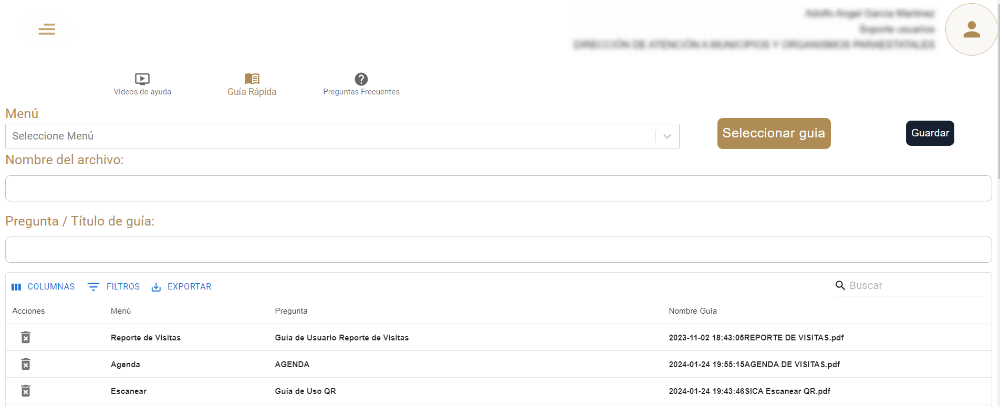 Videos de ayuda
Guía Rápida
Preguntas Frecuentes
Menú
Seleccione Menú
Seleccionar guia
Guardar
Nombre del archivo:
Pregunta / Título de guía:
COLUMNAS FILTROS EXPORTAR Buscar
Acciones Menú Pregunta Nombre Guía
Reporte de Visitas Guía de Usuario Reporte de Visitas 2023-11-02 18:43:05REPORTE DE VISITAS.pdf
Agenda AGENDA 2024-01-24 19:55:15AGENDA DE VISITAS.pdf
Escanear Guía de Uso QR 2024-01-24 19:43:46SICA Escanear QR.pdf